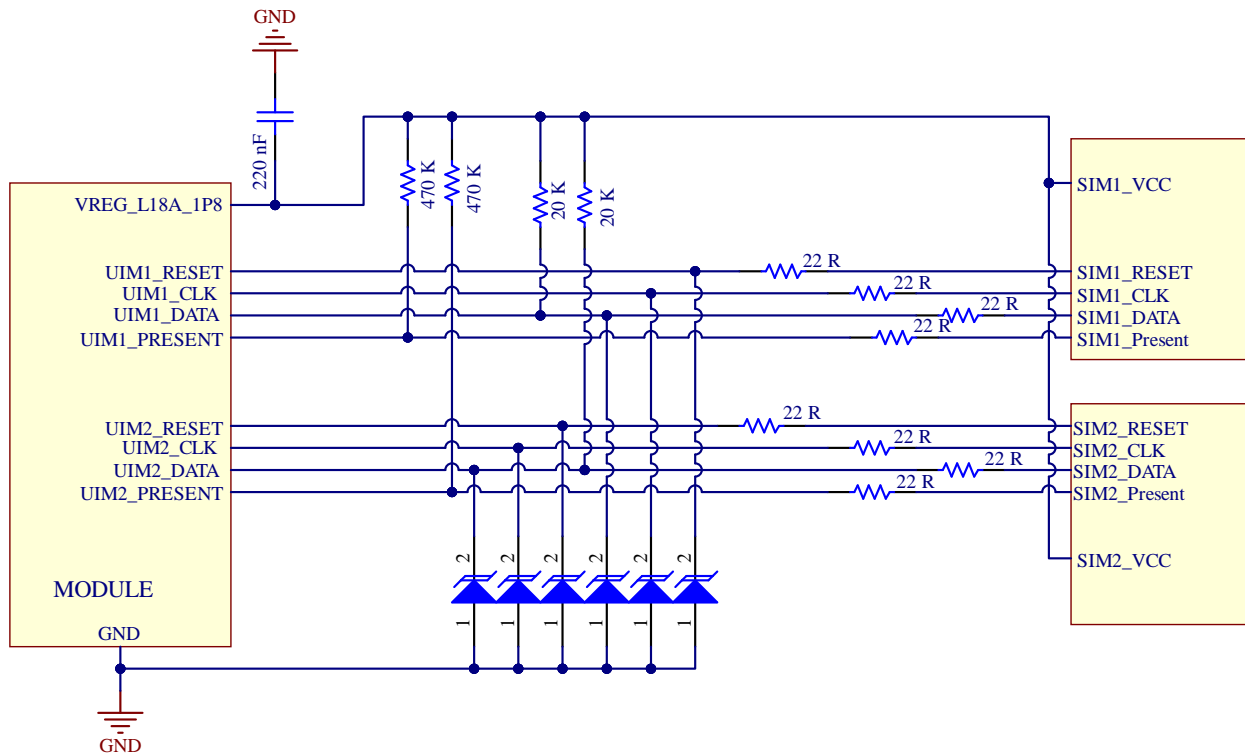 GND
220 nF
470 K
470 K
20 K
20 K
VREG_L18A_1P8
SIM1_VCC
UIM1_RESET
22 R
SIM1_RESET
UIM1_CLK
22 R
SIM1_CLK
UIM1_DATA
22 R
SIM1_DATA
UIM1_PRESENT
22 R
SIM1_Present
UIM2_RESET
22 R
SIM2_RESET
UIM2_CLK
22 R
SIM2_CLK
UIM2_DATA
22 R
SIM2_DATA
UIM2_PRESENT
22 R
SIM2_Present
2
2
2
2
2
2
SIM2_VCC
MODULE
1
1
1
1
1
1
GND
GND